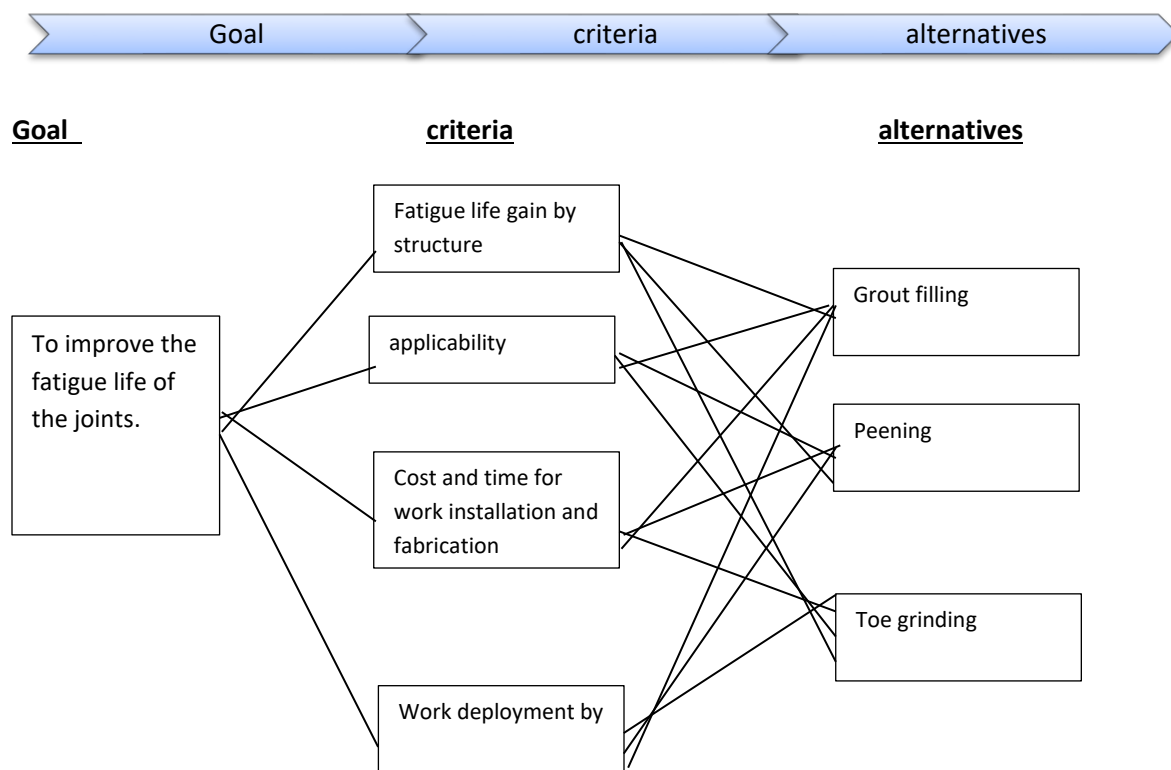 Goal
criteria
alternatives
Goal
criteria
alternatives
Fatigue life gain by
structure
Grout filling
To improve the
fatigue life of
the joints.
applicability
Peening
Cost and time for
work installation and
fabrication
Toe grinding
Work deployment by